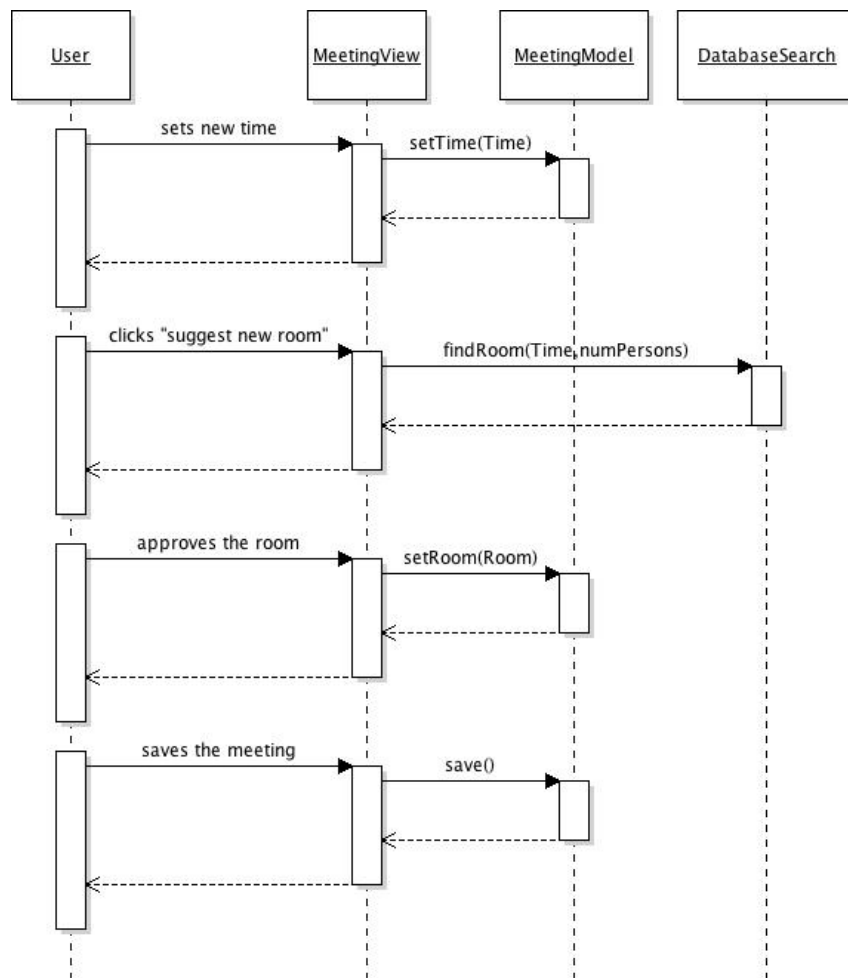 User
MeetingView
MeetingModel
DatabaseSearch
sets new time
setTime(Time)
clicks "suggest new room"
findRoom(Time,numPersons)
approves the room
setRoom(Room)
saves the meeting
save()